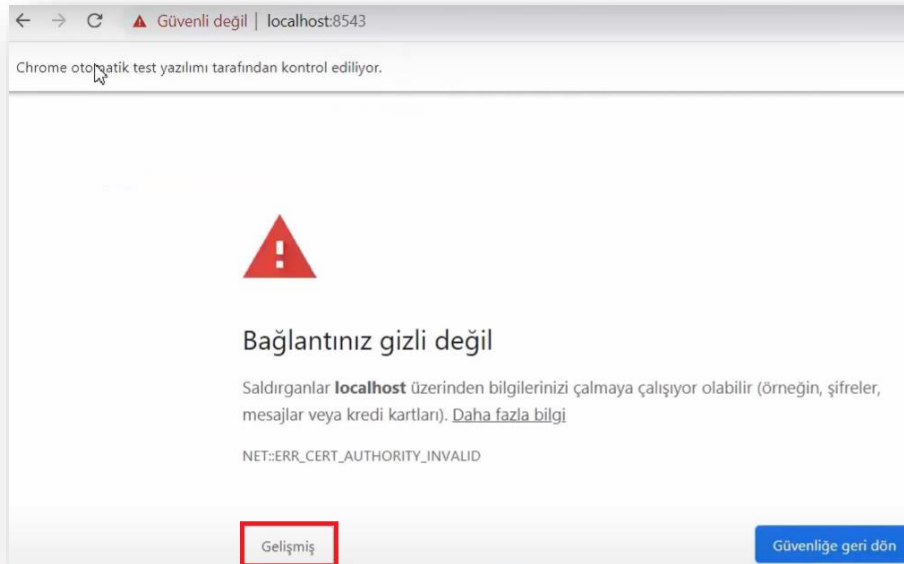 Güvenli değil | localhost:8543
Chrome otomatik test yazılımı tarafından kontrol ediliyor.
Bağlantınız gizli değil
Saldırganlar localhost üzerinden bilgilerinizi çalmaya çalışıyor olabilir (örneğin, şifreler,
mesajlar veya kredi kartları). Daha fazla bilgi
NET::ERR_CERT_AUTHORITY_INVALID
Gelişmiş
Güvenliğe geri dön